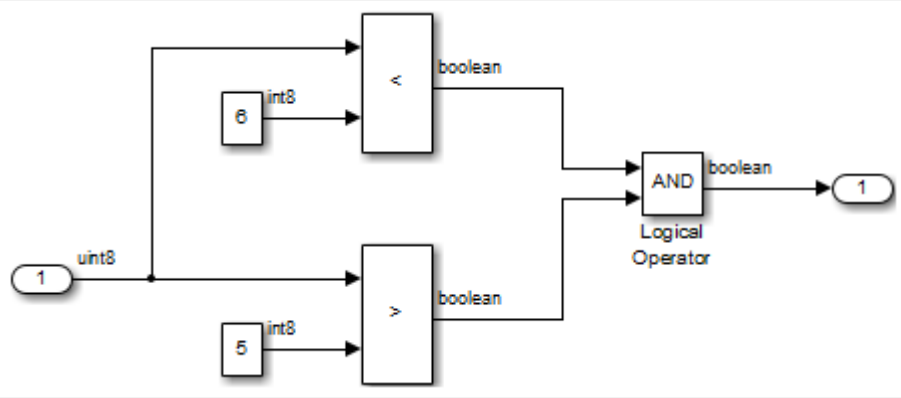 <
boolean
int8
6
AND
boolean
1
Logical
Operator
uint8
1
>
boolean
int8
5